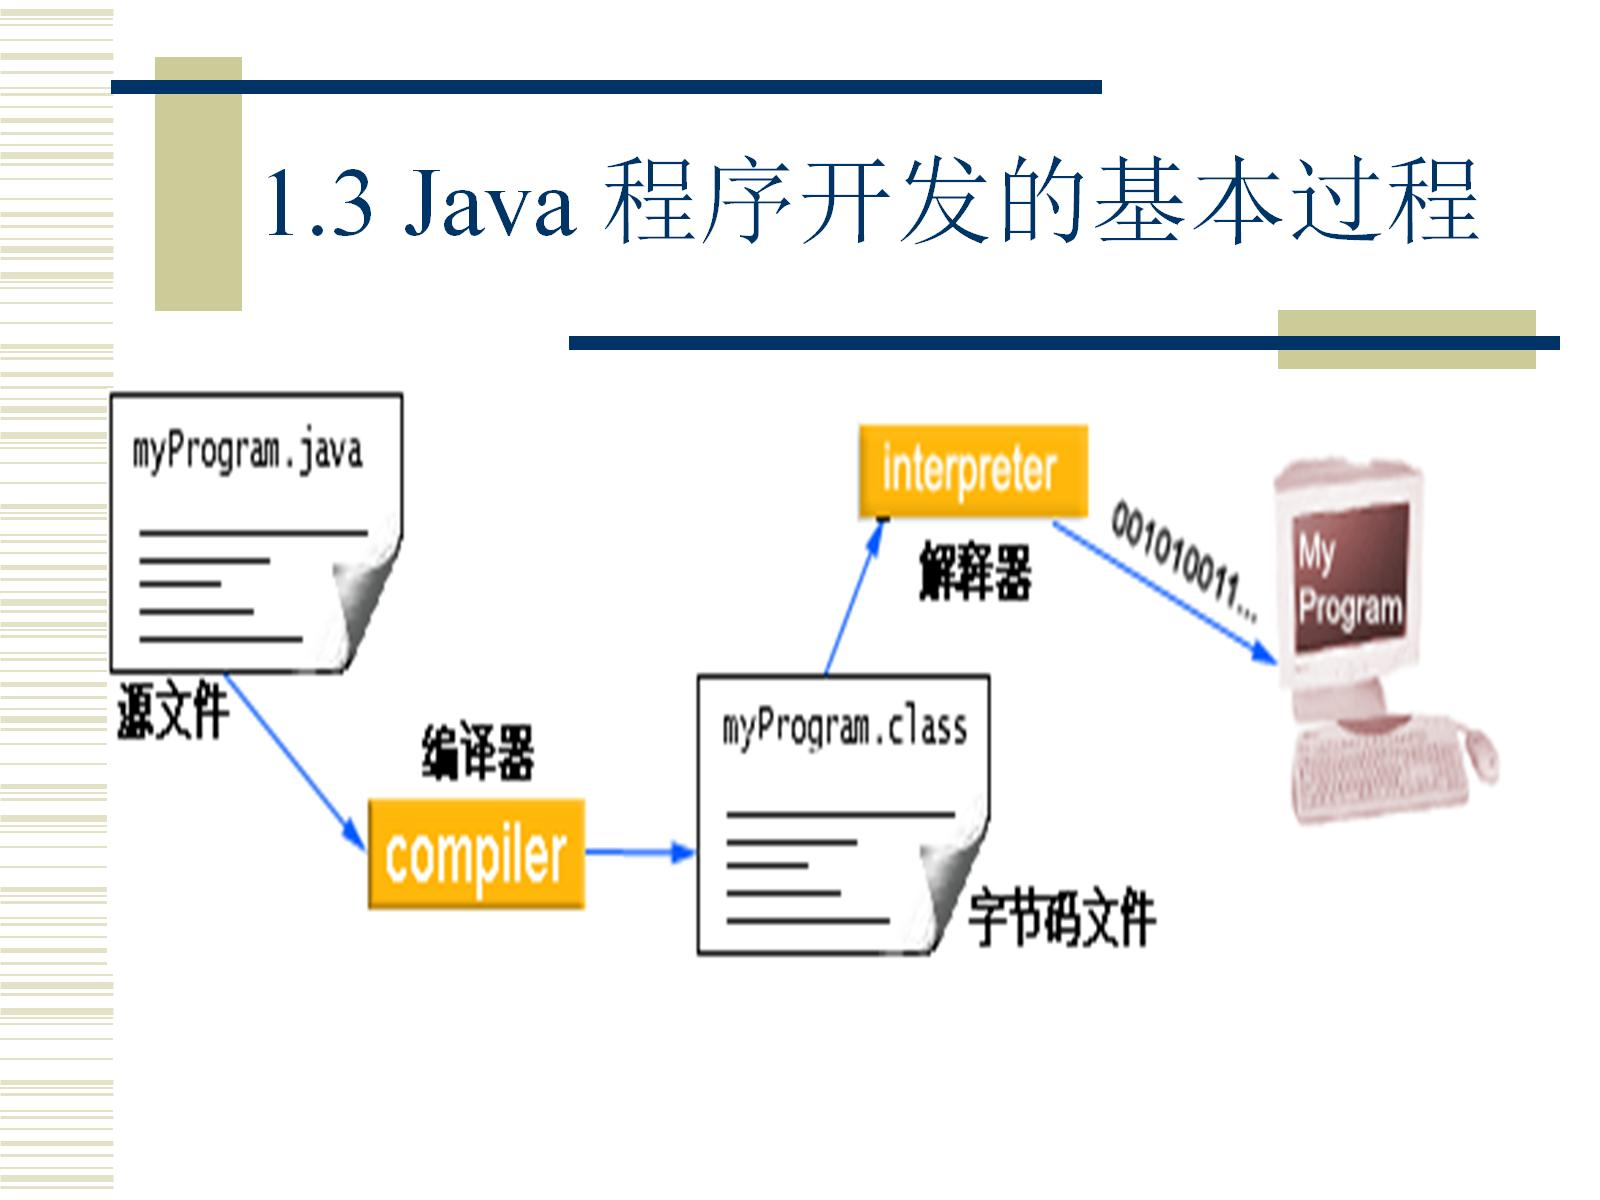 1.3 Java 程序开发的基本过程
myProgram.java
源文件
编译器
compiler
myProgram.class
字节码文件
interpreter
解释器
001010011...
My
Program